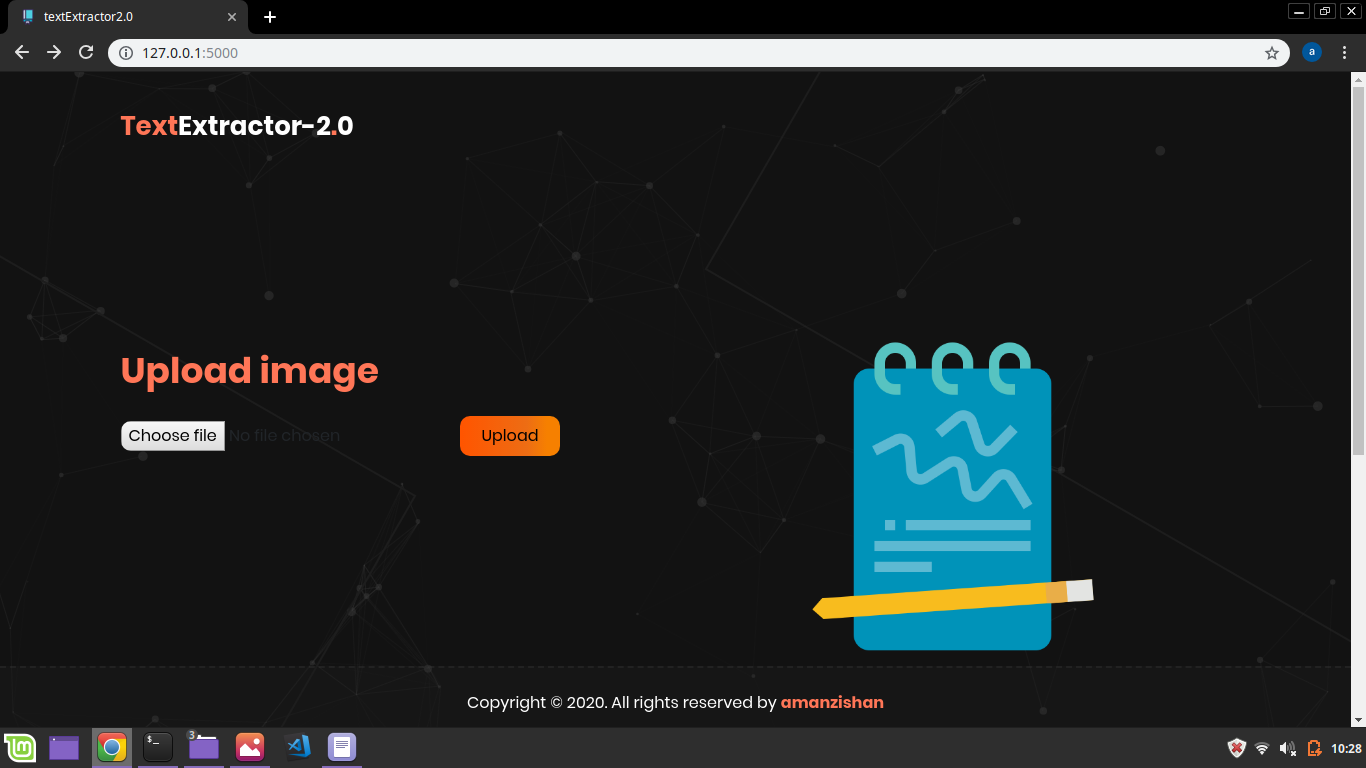 textExtractor2.0
127.0.0.1:5000
a
TextExtractor-2.0
Upload image
Choose file No file chosen
Upload
Copyright © 2020. All rights reserved by amanzishan
$_
3
10:28